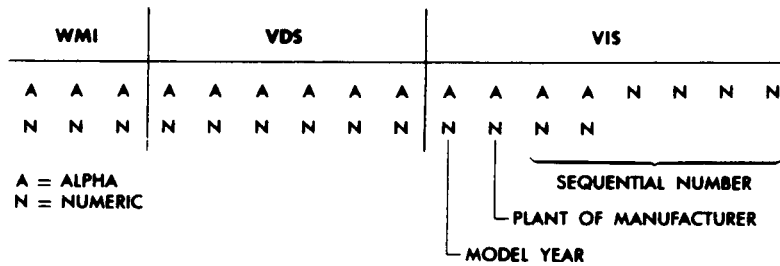 WMI VDS VIS
A A A A A A A A A A A A A N N N N
N N N N N N N N N N N N N
A = ALPHA
N = NUMERIC
SEQUENTIAL NUMBER
PLANT OF MANUFACTURER
MODEL YEAR